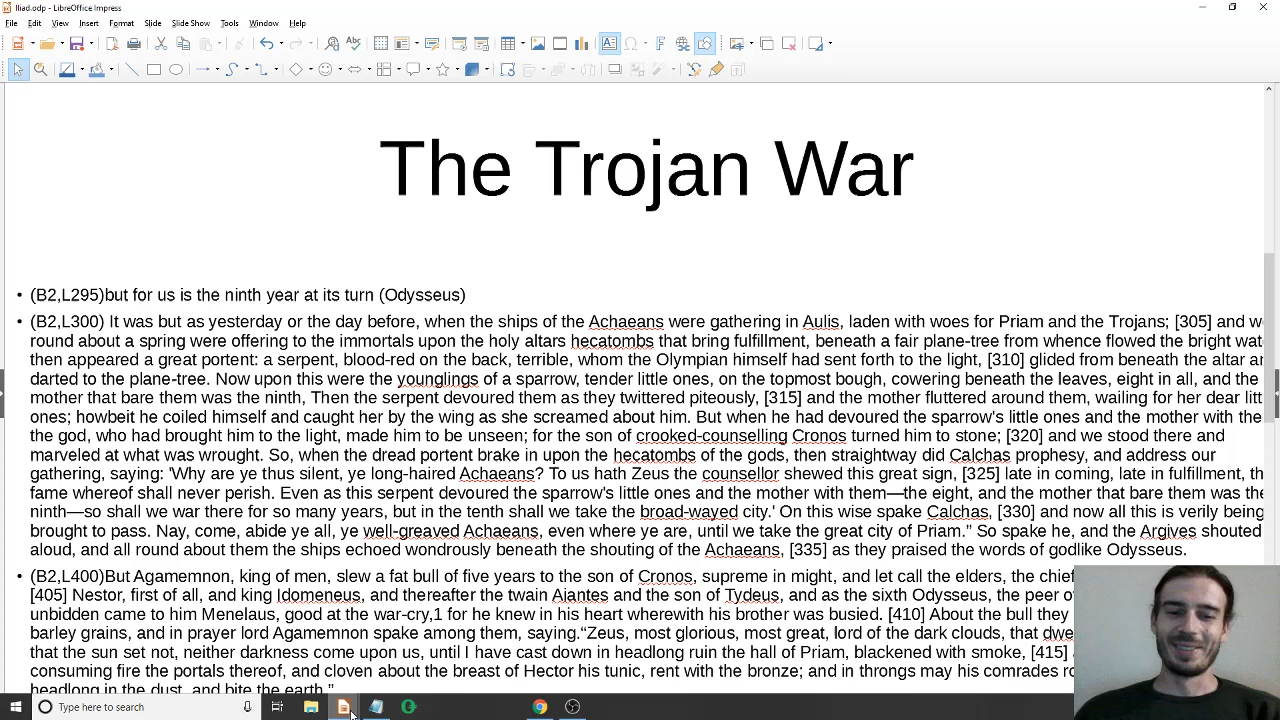 Iliad.odp - LibreOffice Impress
File Edit View Insert Format Slide Slide Show Tools Window Help
The Trojan War
• (B2,L295)but for us is the ninth year at its turn (Odysseus)
• (B2,L300) It was but as yesterday or the day before, when the ships of the Achaeans were gathering in Aulis, laden with woes for Priam and the Trojans; [305] and w
round about a spring were offering to the immortals upon the holy altars hecatombs that bring fulfillment, beneath a fair plane-tree from whence flowed the bright wat
then appeared a great portent: a serpent, blood-red on the back, terrible, whom the Olympian himself had sent forth to the light, [310] glided from beneath the altar an
darted to the plane-tree. Now upon this were the younglings of a sparrow, tender little ones, on the topmost bough, cowering beneath the leaves, eight in all, and the
mother that bare them was the ninth, Then the serpent devoured them as they twittered piteously, [315] and the mother fluttered around them, wailing for her dear litt
ones; howbeit he coiled himself and caught her by the wing as she screamed about him. But when he had devoured the sparrow's little ones and the mother with the
the god, who had brought him to the light, made him to be unseen; for the son of crooked-counselling Cronos turned him to stone; [320] and we stood there and
marveled at what was wrought. So, when the dread portent brake in upon the hecatombs of the gods, then straightway did Calchas prophesy, and address our
gathering, saying: 'Why are ye thus silent, ye long-haired Achaeans? To us hath Zeus the counsellor shewed this great sign, [325] late in coming, late in fulfillment, th
fame whereof shall never perish. Even as this serpent devoured the sparrow's little ones and the mother with them—the eight, and the mother that bare them was the
ninth—so shall we war there for so many years, but in the tenth shall we take the broad-wayed city.' On this wise spake Calchas, [330] and now all this is verily being
brought to pass. Nay, come, abide ye all, ye well-greaved Achaeans, even where ye are, until we take the great city of Priam.” So spake he, and the Argives shouted
aloud, and all round about them the ships echoed wondrously beneath the shouting of the Achaeans, [335] as they praised the words of godlike Odysseus.
• (B2,L400)But Agamemnon, king of men, slew a fat bull of five years to the son of Cronos, supreme in might, and let call the elders, the chief
[405] Nestor, first of all, and king Idomeneus, and thereafter the twain Aiantes and the son of Tydeus, and as the sixth Odysseus, the peer o
unbidden came to him Menelaus, good at the war-cry,1 for he knew in his heart wherewith his brother was busied. [410] About the bull they
barley grains, and in prayer lord Agamemnon spake among them, saying.“Zeus, most glorious, most great, lord of the dark clouds, that dwe
that the sun set not, neither darkness come upon us, until I have cast down in headlong ruin the hall of Priam, blackened with smoke, [415]
consuming fire the portals thereof, and cloven about the breast of Hector his tunic, rent with the bronze; and in throngs may his comrades ro
headlong in the dust, and bite the earth.”
Type here to search